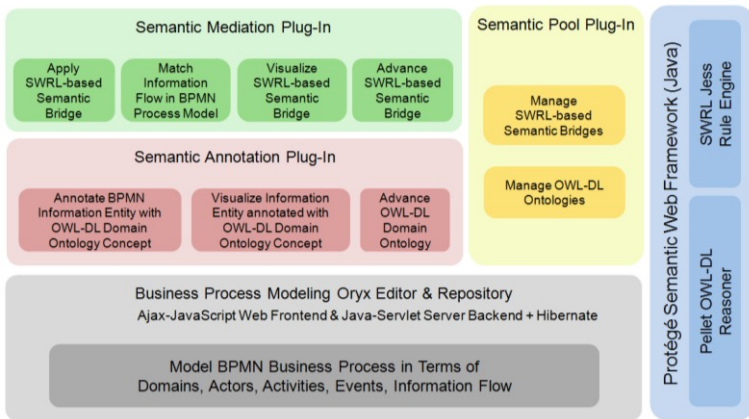 Semantic Mediation Plug-In
Apply
SWRL-based
Semantic
Bridge
Match
Information
Flow in BPMN
Process Model
Visualize
SWRL-based
Semantic
Bridge
Advance
SWRL-based
Semantic
Bridge
Semantic Annotation Plug-In
Annotate BPMN
Information Entity with
OWL-DL Domain
Ontology Concept
Visualize Information
Entity annotated with
OWL-DL Domain
Ontology Concept
Advance
OWL-DL
Domain
Ontology
Semantic Pool Plug-In
Manage
SWRL-based
Semantic Bridges
Manage OWL-DL
Ontologies
Business Process Modeling Oryx Editor & Repository
Ajax-JavaScript Web Frontend & Java-Servlet Server Backend + Hibernate
Model BPMN Business Process in Terms of
Domains, Actors, Activities, Events, Information Flow
Protégé Semantic Web Framework (Java)
SWRL Jess
Rule Engine
Pellet OWL-DL
Reasoner